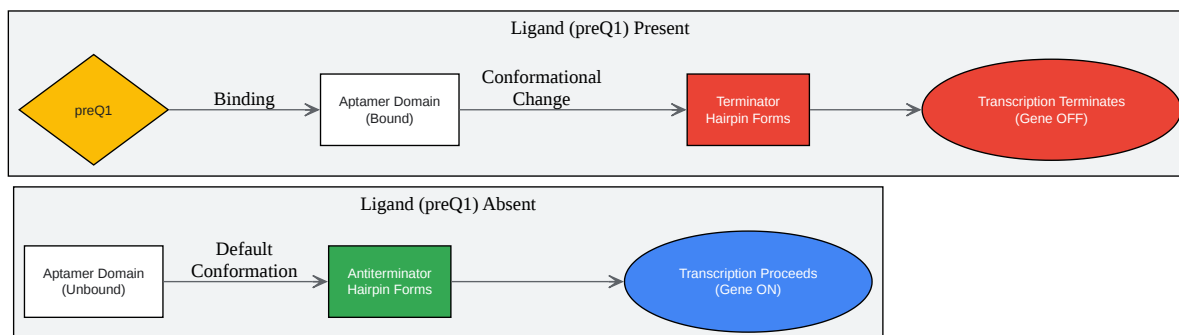 Ligand (preQ1) Present
preQ1
Binding
Aptamer Domain
(Bound)
Conformational
Change
Terminator
Hairpin Forms
Transcription Terminates
(Gene OFF)
Ligand (preQ1) Absent
Aptamer Domain
(Unbound)
Default
Conformation
Antiterminator
Hairpin Forms
Transcription Proceeds
(Gene ON)